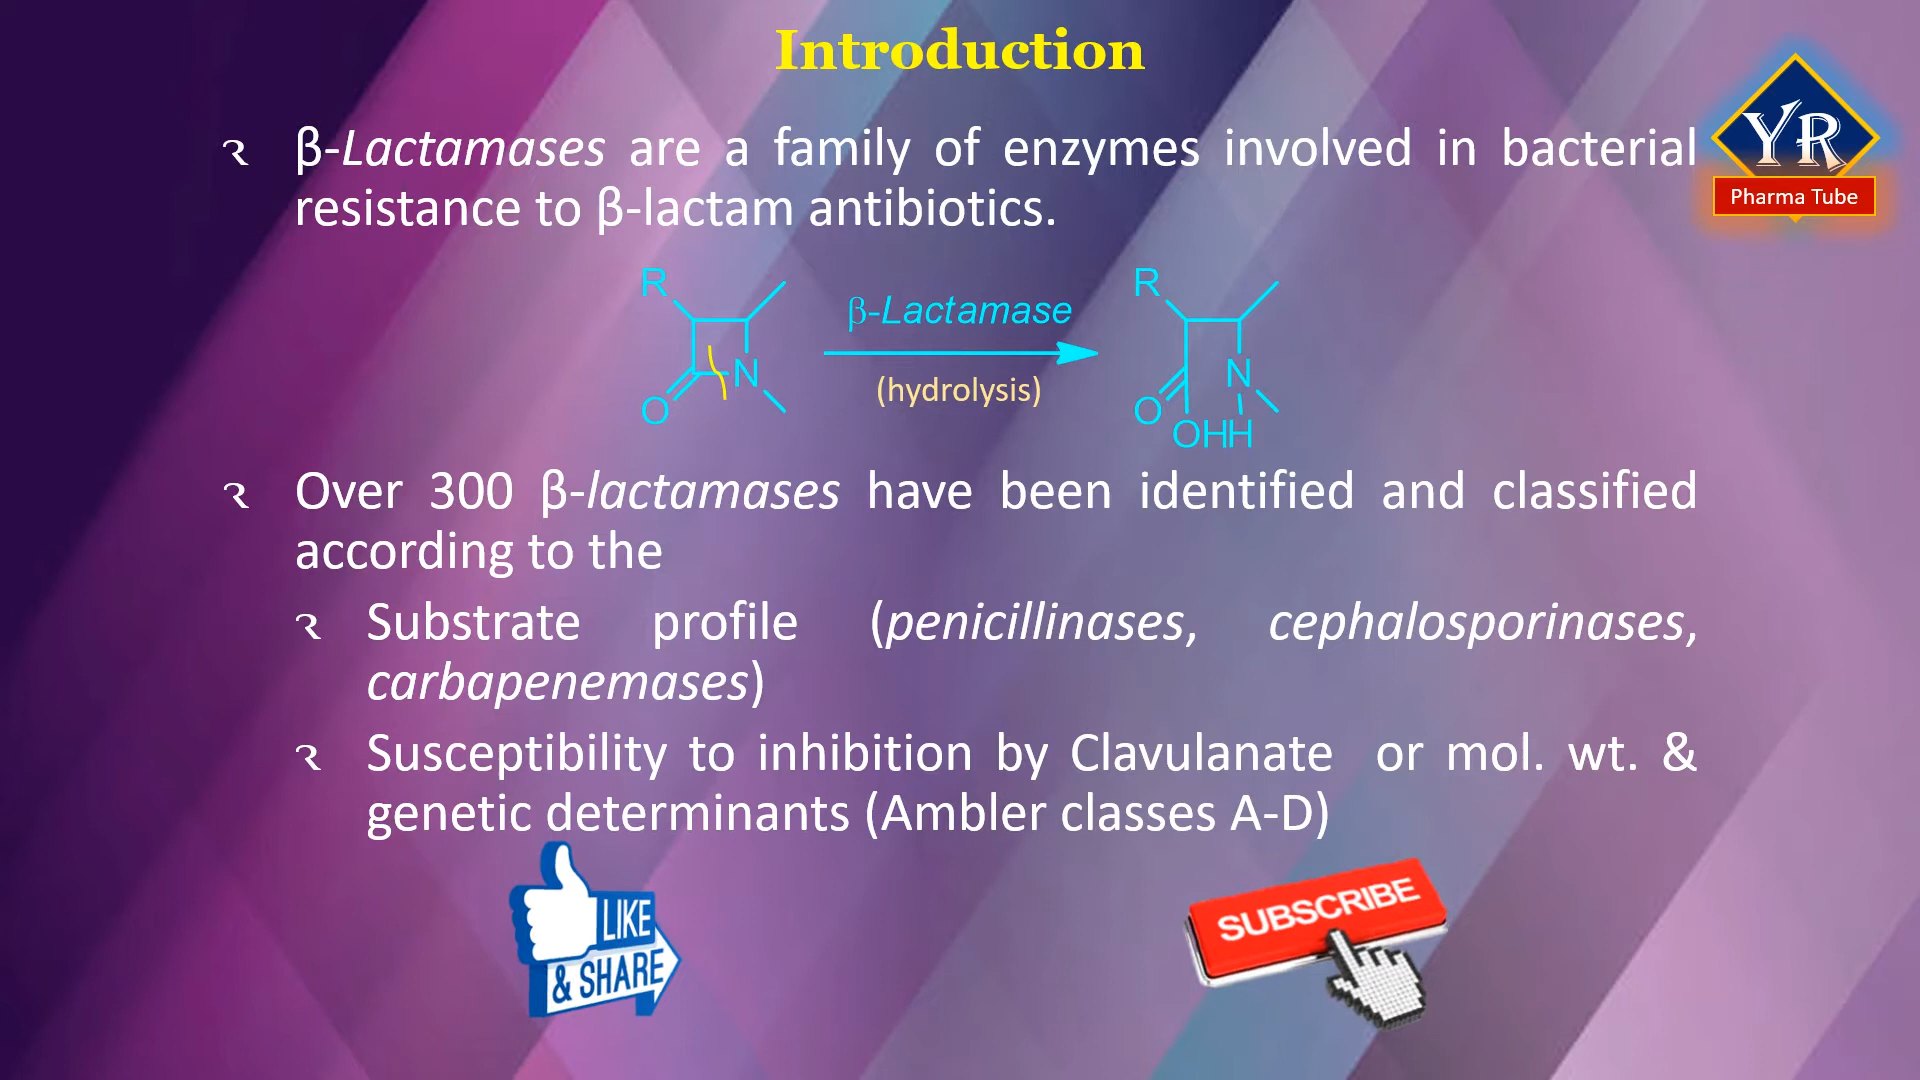 Introduction
YR
Pharma Tube
β-Lactamases are a family of enzymes involved in bacterial
resistance to β-lactam antibiotics.
R
O
N
β-Lactamase
(hydrolysis)
R
O
N
OHH
Over 300 β-lactamases have been identified and classified
according to the
Substrate profile (penicillinases, cephalosporinases,
carbapenemases)
Susceptibility to inhibition by Clavulanate or mol. wt. &
genetic determinants (Ambler classes A-D)
LIKE
& SHARE
SUBSCRIBE